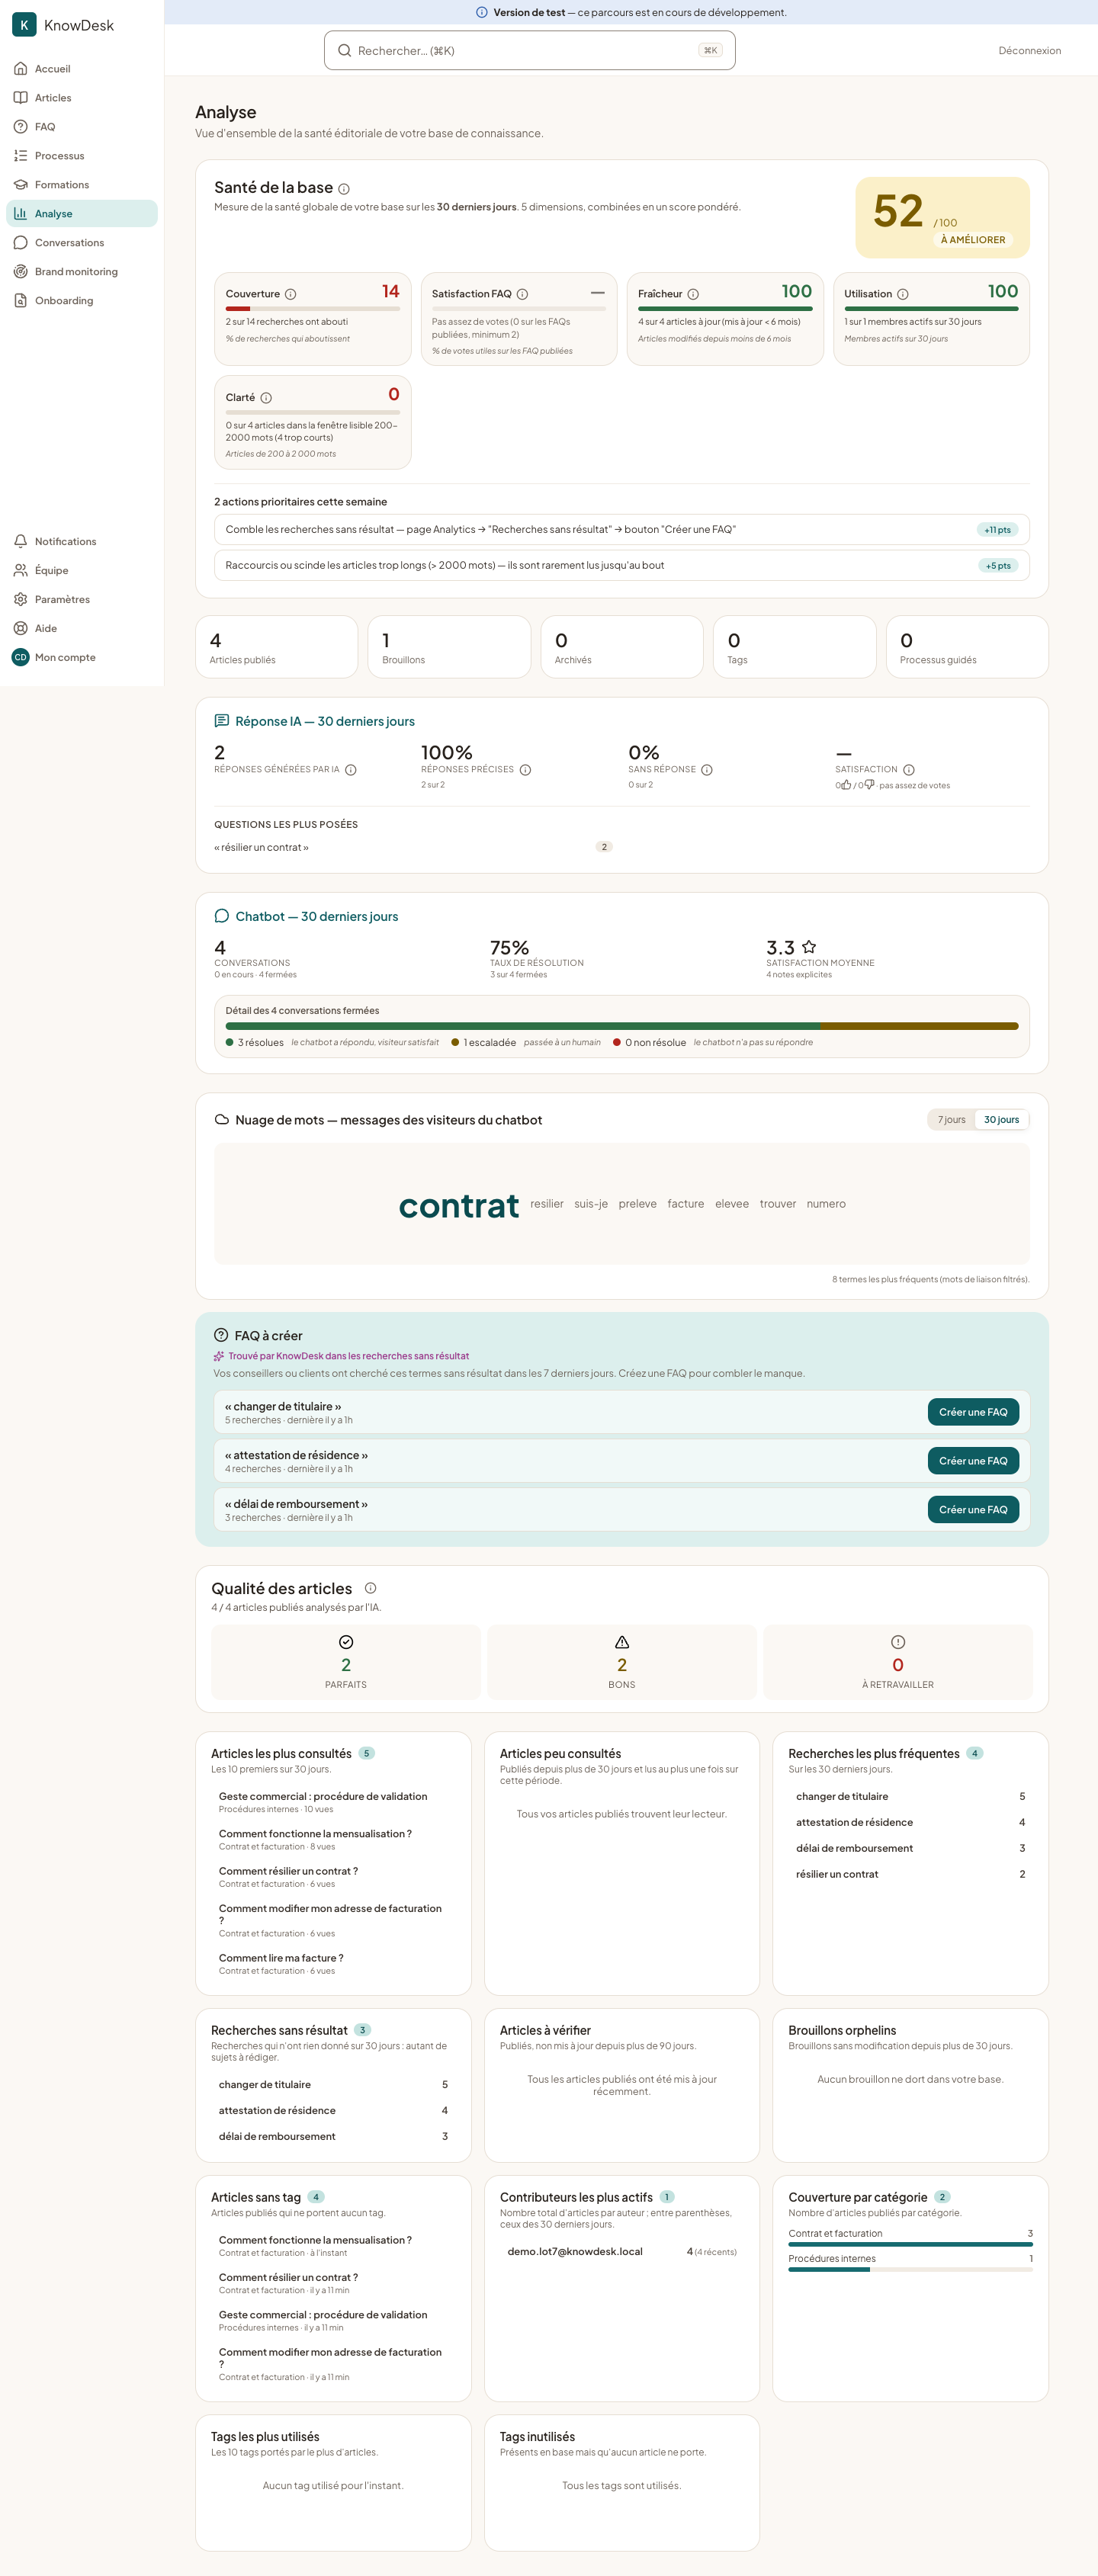 K KnowDesk
Accueil
Articles
FAQ
Processus
Formations
Analyse
Conversations
Brand monitoring
Onboarding
Notifications
Équipe
Paramètres
Aide
CD Mon compte
Version de test — ce parcours est en cours de développement.
Rechercher... (⌘K) ⌘K
Déconnexion
Analyse
Vue d'ensemble de la santé éditoriale de votre base de connaissance.
Santé de la base
Mesure de la santé globale de votre base sur les 30 derniers jours. 5 dimensions, combinées en un score pondéré.
52 / 100
À AMÉLIORER
Couverture 14
2 sur 14 recherches ont abouti
% de recherches qui aboutissent
Satisfaction FAQ —
Pas assez de votes (0 sur les FAQs
publiées, minimum 2)
% de votes utiles sur les FAQ publiées
Fraîcheur 100
4 sur 4 articles à jour (mis à jour < 6 mois)
Articles modifiés depuis moins de 6 mois
Utilisation 100
1 sur 1 membres actifs sur 30 jours
Membres actifs sur 30 jours
Clarté 0
0 sur 4 articles dans la fenêtre lisible 200–
2000 mots (4 trop courts)
Articles de 200 à 2 000 mots
2 actions prioritaires cette semaine
Comble les recherches sans résultat — page Analytics → "Recherches sans résultat" → bouton "Créer une FAQ" +11 pts
Raccourcis ou scinde les articles trop longs (> 2000 mots) — ils sont rarement lus jusqu'au bout +5 pts
4
Articles publiés
1
Brouillons
0
Archivés
0
Tags
0
Processus guidés
Réponse IA — 30 derniers jours
2
RÉPONSES GÉNÉRÉES PAR IA
100%
RÉPONSES PRÉCISES
2 sur 2
0%
SANS RÉPONSE
0 sur 2
—
SATISFACTION
0 / 0 · pas assez de votes
QUESTIONS LES PLUS POSÉES
« résilier un contrat » 2
Chatbot — 30 derniers jours
4
CONVERSATIONS
0 en cours · 4 fermées
75%
TAUX DE RÉSOLUTION
3 sur 4 fermées
3.3
SATISFACTION MOYENNE
4 notes explicites
Détail des 4 conversations fermées
3 résolues le chatbot a répondu, visiteur satisfait 1 escaladée passée à un humain 0 non résolue le chatbot n'a pas su répondre
Nuage de mots — messages des visiteurs du chatbot
7 jours 30 jours
contrat resilier suis-je preleve facture elevee trouver numero
8 termes les plus fréquents (mots de liaison filtrés).
FAQ à créer
Trouvé par KnowDesk dans les recherches sans résultat
Vos conseillers ou clients ont cherché ces termes sans résultat dans les 7 derniers jours. Créez une FAQ pour combler le manque.
« changer de titulaire »
5 recherches · dernière il y a 1h
Créer une FAQ
« attestation de résidence »
4 recherches · dernière il y a 1h
Créer une FAQ
« délai de remboursement »
3 recherches · dernière il y a 1h
Créer une FAQ
Qualité des articles
4 / 4 articles publiés analysés par l'IA.
2
PARFAITS
2
BONS
0
À RETRAVAILLER
Articles les plus consultés 5
Les 10 premiers sur 30 jours.
Geste commercial : procédure de validation
Procédures internes · 10 vues
Comment fonctionne la mensualisation ?
Contrat et facturation · 8 vues
Comment résilier un contrat ?
Contrat et facturation · 6 vues
Comment modifier mon adresse de facturation
?
Contrat et facturation · 6 vues
Comment lire ma facture ?
Contrat et facturation · 6 vues
Articles peu consultés
Publiés depuis plus de 30 jours et lus au plus une fois sur
cette période.
Tous vos articles publiés trouvent leur lecteur.
Recherches les plus fréquentes 4
Sur les 30 derniers jours.
changer de titulaire 5
attestation de résidence 4
délai de remboursement 3
résilier un contrat 2
Recherches sans résultat 3
Recherches qui n'ont rien donné sur 30 jours : autant de
sujets à rédiger.
changer de titulaire 5
attestation de résidence 4
délai de remboursement 3
Articles à vérifier
Publiés, non mis à jour depuis plus de 90 jours.
Tous les articles publiés ont été mis à jour
récemment.
Brouillons orphelins
Brouillons sans modification depuis plus de 30 jours.
Aucun brouillon ne dort dans votre base.
Articles sans tag 4
Articles publiés qui ne portent aucun tag.
Comment fonctionne la mensualisation ?
Contrat et facturation · à l'instant
Comment résilier un contrat ?
Contrat et facturation · il y a 11 min
Geste commercial : procédure de validation
Procédures internes · il y a 11 min
Comment modifier mon adresse de facturation
?
Contrat et facturation · il y a 11 min
Contributeurs les plus actifs 1
Nombre total d'articles par auteur ; entre parenthèses,
ceux des 30 derniers jours.
demo.lot7@knowdesk.local 4 (4 récents)
Couverture par catégorie 2
Nombre d'articles publiés par catégorie.
Contrat et facturation 3
Procédures internes 1
Tags les plus utilisés
Les 10 tags portés par le plus d'articles.
Aucun tag utilisé pour l'instant.
Tags inutilisés
Présents en base mais qu'aucun article ne porte.
Tous les tags sont utilisés.